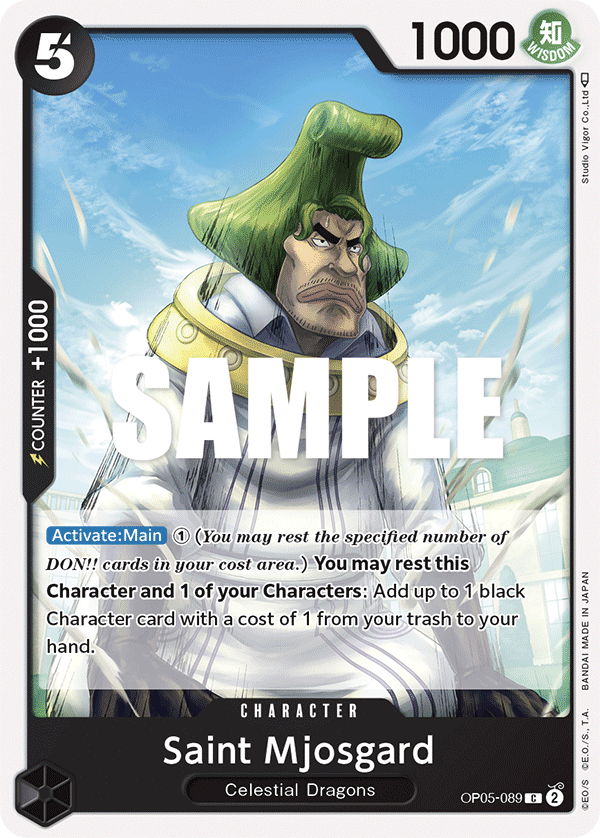 5
1000
知
WISDOM
Studio Vigor Co.,Ltd
COUNTER +1000
SAMPLE
Activate:Main ① (You may rest the specified number of
DON!! cards in your cost area.) You may rest this
Character and 1 of your Characters: Add up to 1 black
Character card with a cost of 1 from your trash to your
hand.
CHARACTER
Saint Mjosgard
Celestial Dragons
OP05-089 C 2
©E.O/S ©E.O./S., T.A. BANDAI MADE IN JAPAN